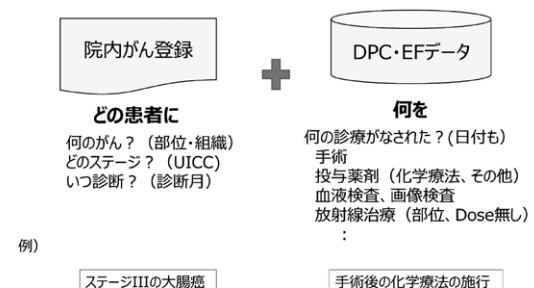 院内がん登録
DPC・EFデータ
どの患者に
何を
何のがん？（部位・組織）
どのステージ？（UICC)
いつ診断？（診断月）
何の診療がなされた？(日付も）
手術
投与薬剤（化学療法、その他）
血液検査、画像検査
放射線治療（部位、Dose無し）
：
例）
ステージIIIの大腸癌
手術後の化学療法の施行